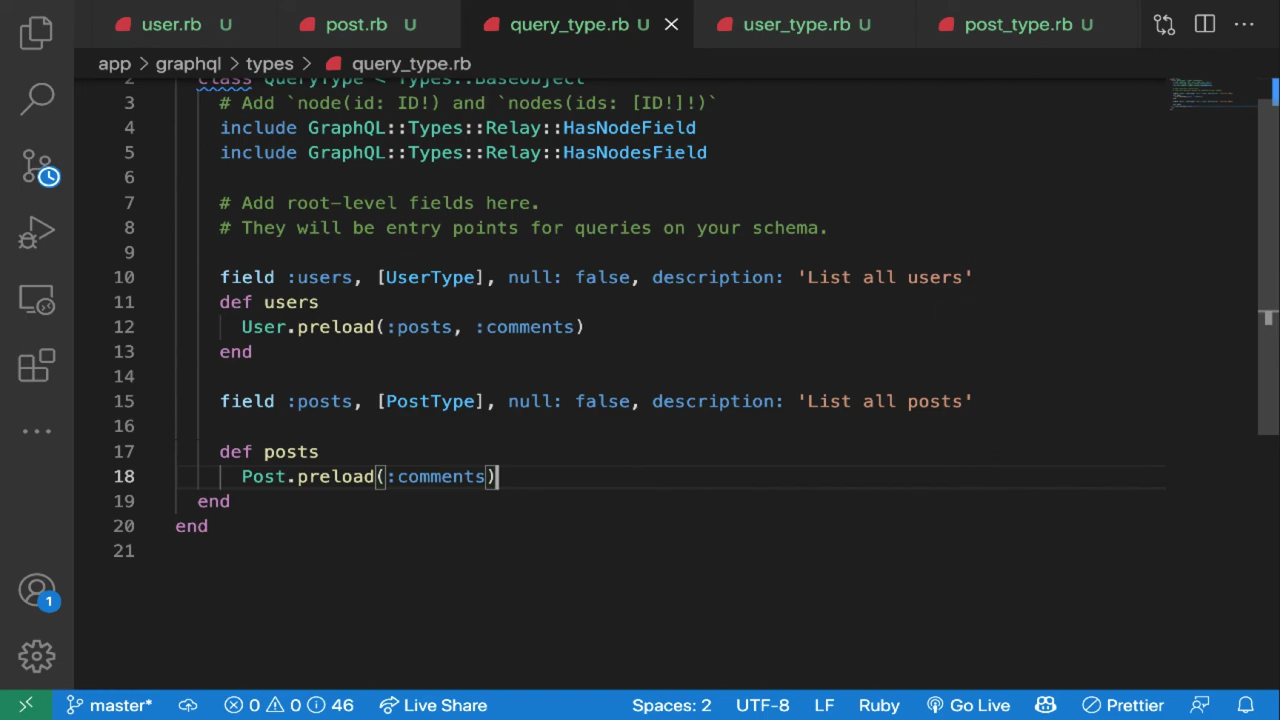 user.rb U post.rb U query_type.rb U user_type.rb U post_type.rb U
app > graphql > types > query_type.rb
2 class QueryType < Types::BaseObject
3 # Add `node(id: ID!) and `nodes(ids: [ID!]!)`
4 include GraphQL::Types::Relay::HasNodeField
5 include GraphQL::Types::Relay::HasNodesField
6
7 # Add root-level fields here.
8 # They will be entry points for queries on your schema.
9
10 field :users, [UserType], null: false, description: 'List all users'
11 def users
12 User.preload(:posts, :comments)
13 end
14
15 field :posts, [PostType], null: false, description: 'List all posts'
16
17 def posts
18 Post.preload(:comments)
19 end
20 end
21
1
master* 0 0 46 Live Share Spaces: 2 UTF-8 LF Ruby Go Live Prettier